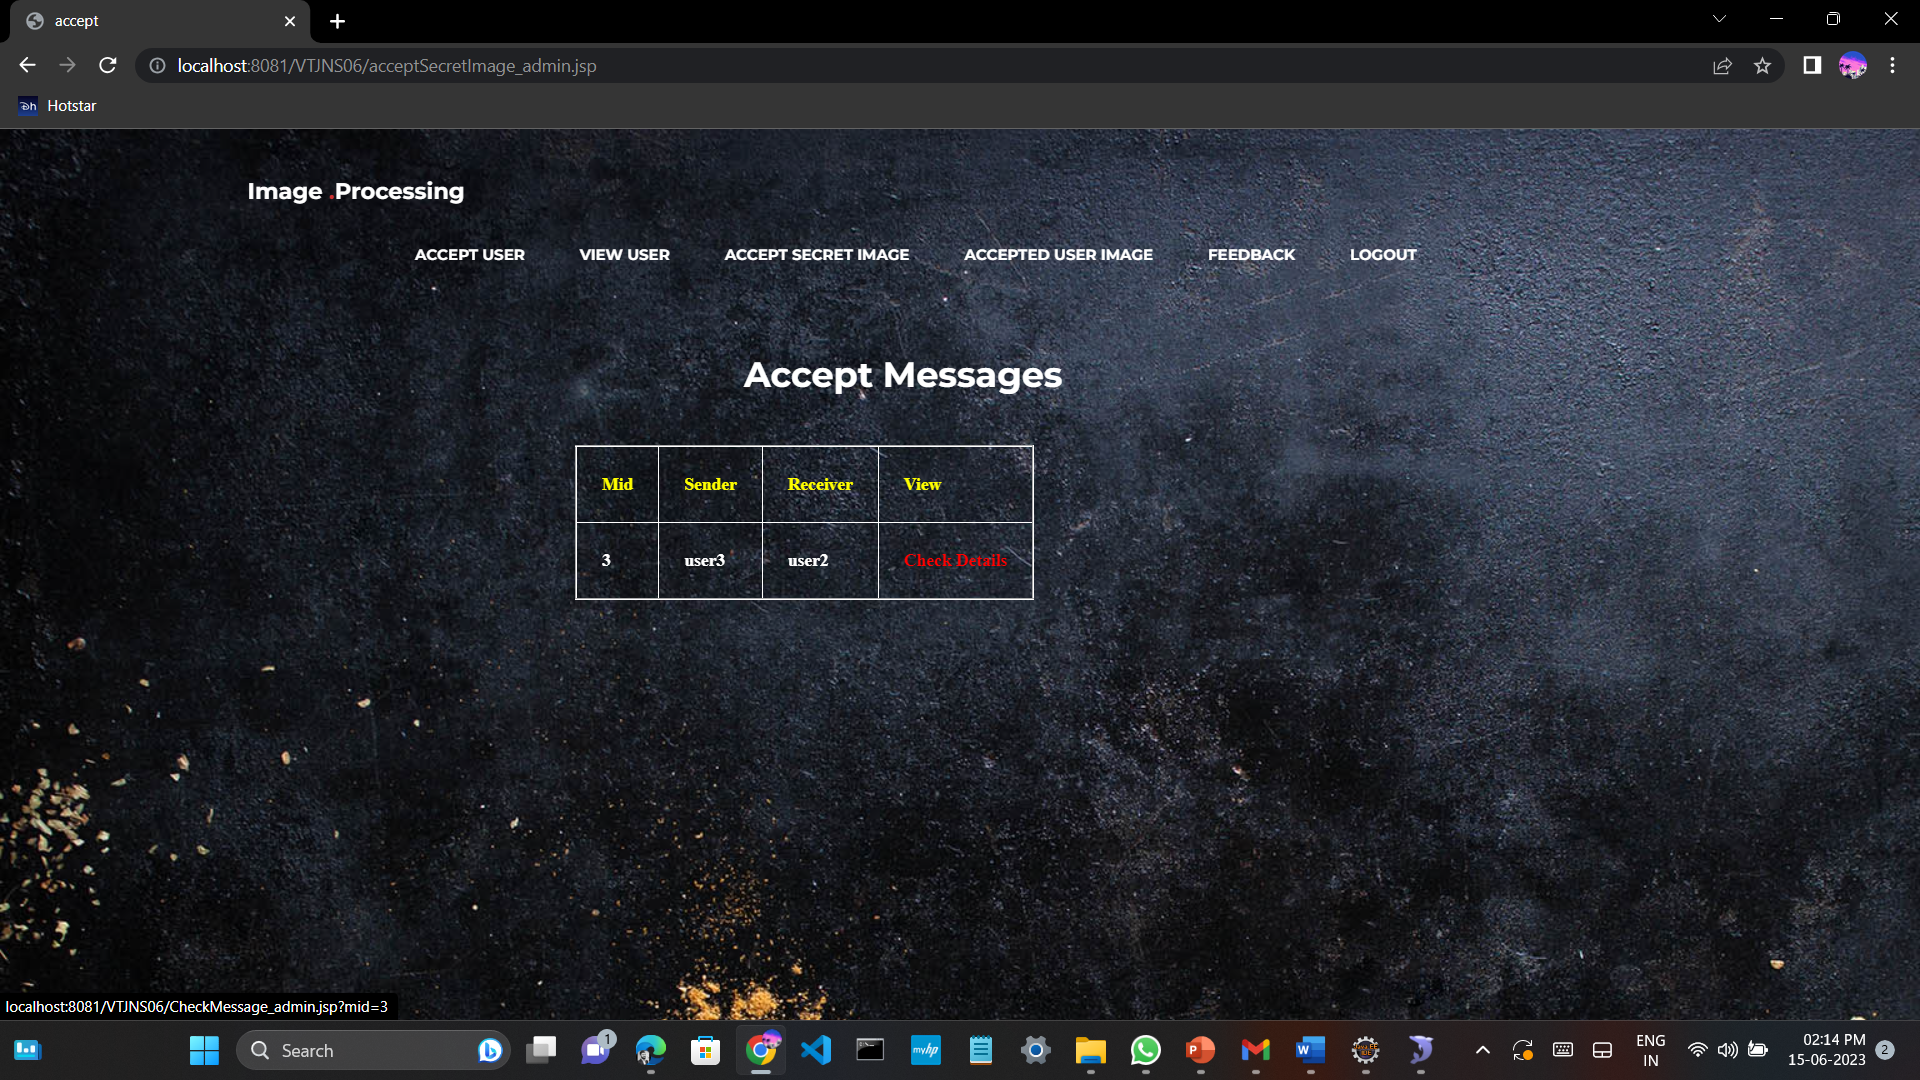 accept
localhost:8081/VTJNS06/acceptSecretImage_admin.jsp
Hotstar
Image .Processing
ACCEPT USER VIEW USER ACCEPT SECRET IMAGE ACCEPTED USER IMAGE FEEDBACK LOGOUT
Accept Messages
Mid Sender Receiver View
3 user3 user2 Check Details
localhost:8081/VTJNS06/CheckMessage_admin.jsp?mid=3
Search
1
myhp
ENG
IN
02:14 PM
15-06-2023
2